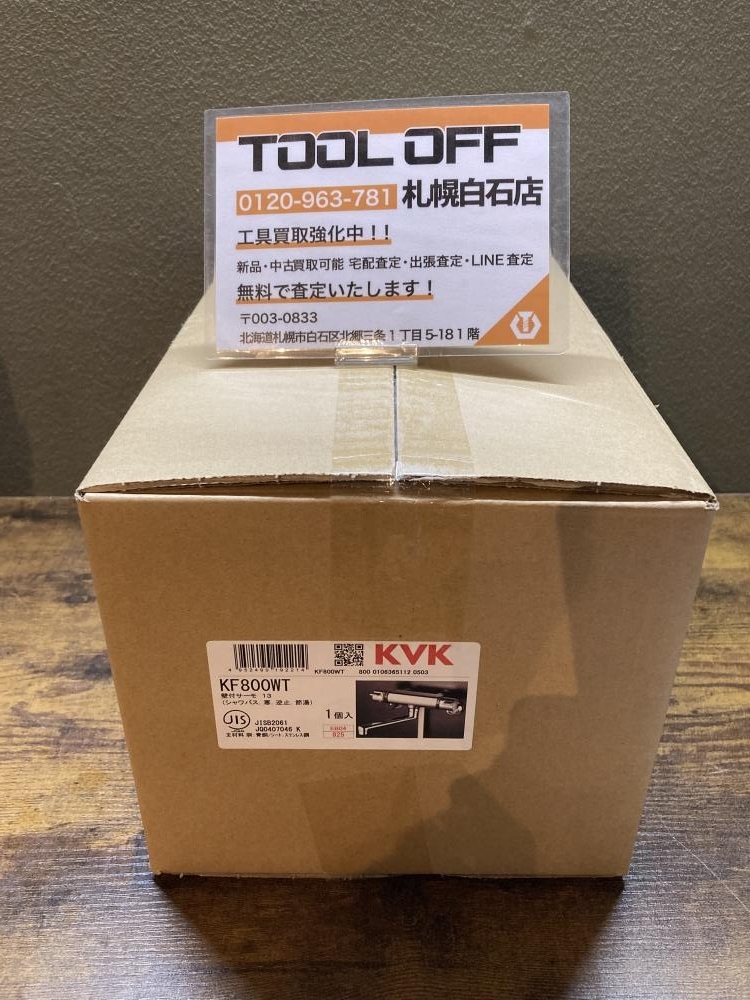 TOOL OFF
0120-963-781 札幌白石店
工具買取強化中！！
新品・中古買取可能 宅配査定・出張査定・LINE査定
無料で査定いたします！
〒003-0833
北海道札幌市白石区北郷三条1丁目5-18 1階
KVK
KF800WT 800 0106365112 0503
KF800WT
壁付サーモ 13
(シャワバス、寒、逆止、節湯)
1個入
JIS
JISB2061
JQ0407046 K